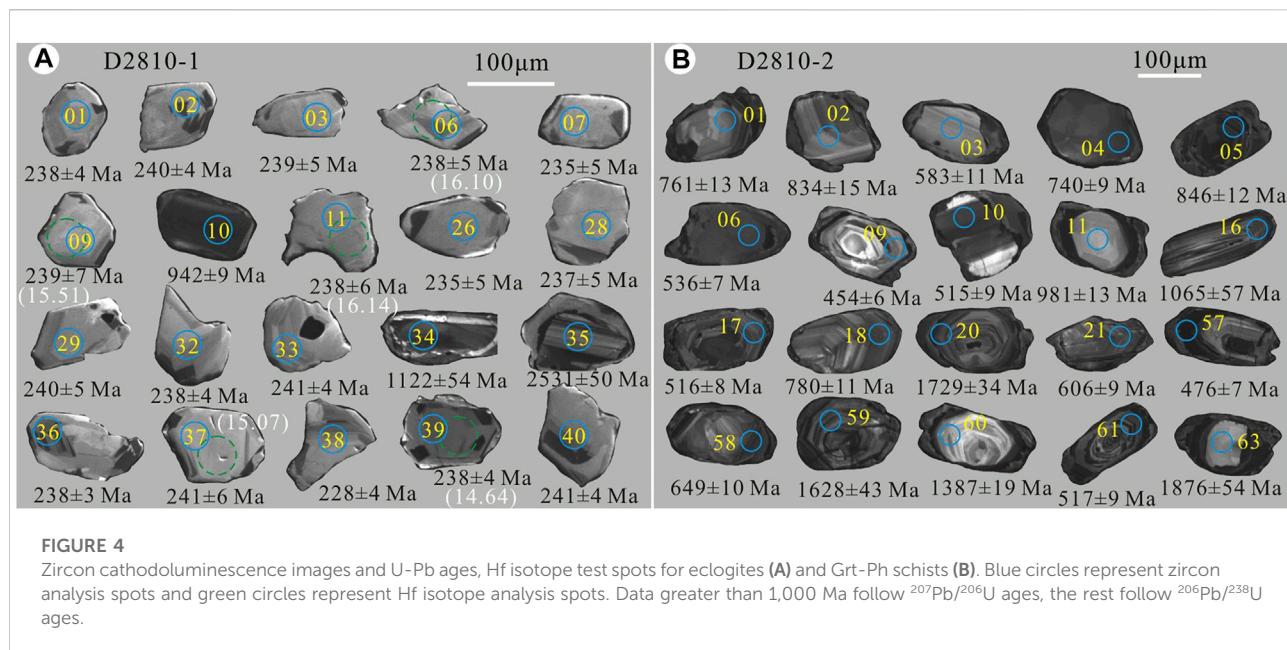 A D2810-1 100μm
01 02 03 06 07
238±4 Ma 240±4 Ma 239±5 Ma 238±5 Ma 235±5 Ma
(16.10)
09 10 11 26 28
239±7 Ma 942±9 Ma 238±6 Ma 235±5 Ma 237±5 Ma
(15.51) (16.14)
29 32 33 34 35
240±5 Ma 238±4 Ma 241±4 Ma 1122±54 Ma 2531±50 Ma
36 37 (15.07) 38 39 40
238±3 Ma 241±6 Ma 228±4 Ma 238±4 Ma 241±4 Ma
(14.64)
B D2810-2 100μm
01 02 03 04 05
761±13 Ma 834±15 Ma 583±11 Ma 740±9 Ma 846±12 Ma
06 09 10 11 16
536±7 Ma 454±6 Ma 515±9 Ma 981±13 Ma 1065±57 Ma
17 18 20 21 57
516±8 Ma 780±11 Ma 1729±34 Ma 606±9 Ma 476±7 Ma
58 59 60 61 63
649±10 Ma 1628±43 Ma 1387±19 Ma 517±9 Ma 1876±54 Ma
FIGURE 4
Zircon cathodoluminescence images and U-Pb ages, Hf isotope test spots for eclogites (A) and Grt-Ph schists (B). Blue circles represent zircon
analysis spots and green circles represent Hf isotope analysis spots. Data greater than 1,000 Ma follow ²⁰⁷Pb/²⁰⁶U ages, the rest follow ²⁰⁶Pb/²³⁸U
ages.